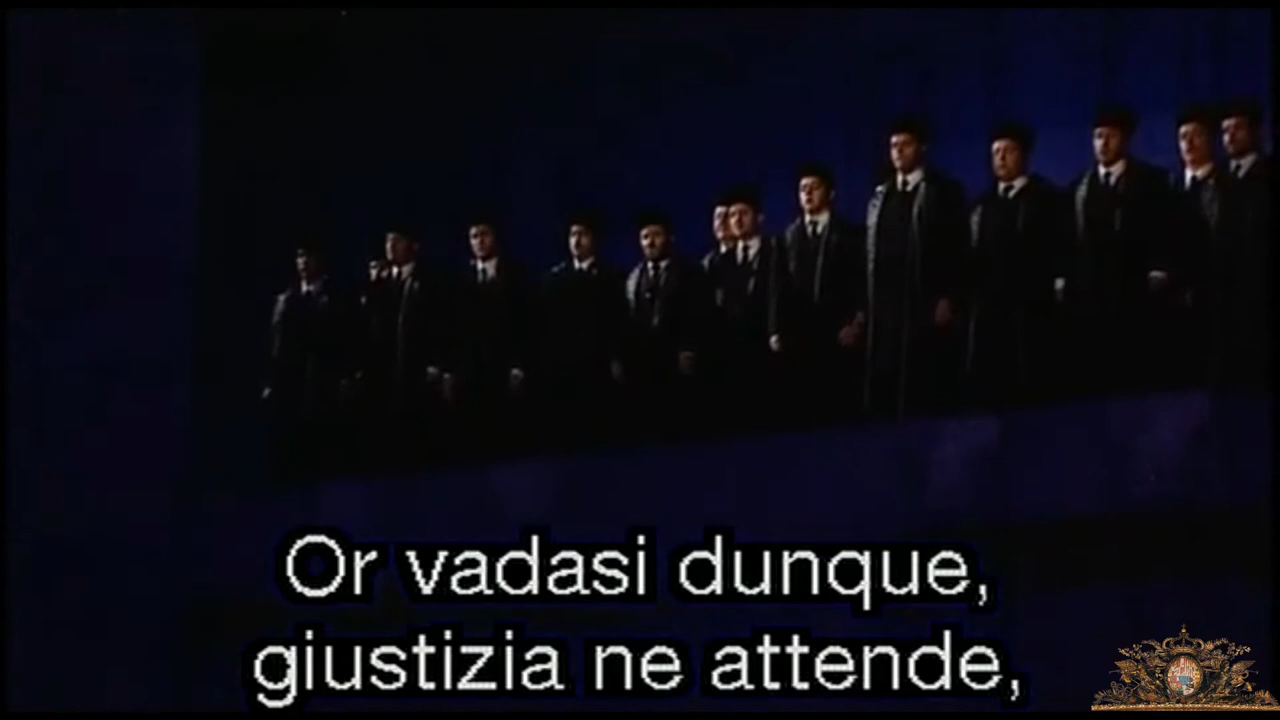 Or vadasi dunque,
giustizia ne attende,